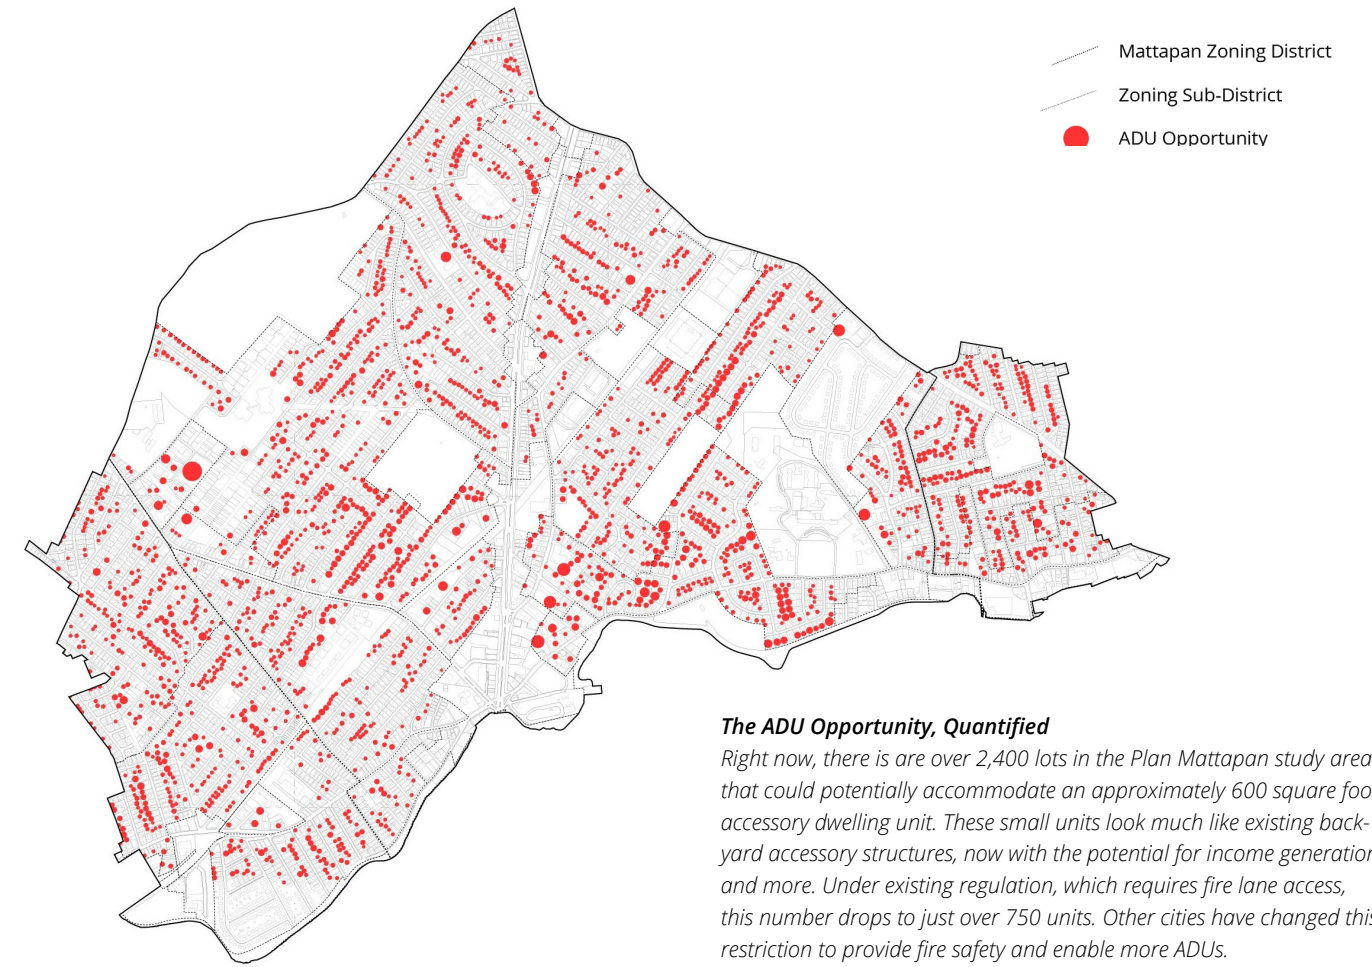 Mattapan Zoning District
Zoning Sub-District
ADU Opportunity
The ADU Opportunity, Quantified
Right now, there is are over 2,400 lots in the Plan Mattapan study area
that could potentially accommodate an approximately 600 square foo
accessory dwelling unit. These small units look much like existing back-
yard accessory structures, now with the potential for income generation
and more. Under existing regulation, which requires fire lane access,
this number drops to just over 750 units. Other cities have changed this
restriction to provide fire safety and enable more ADUs.